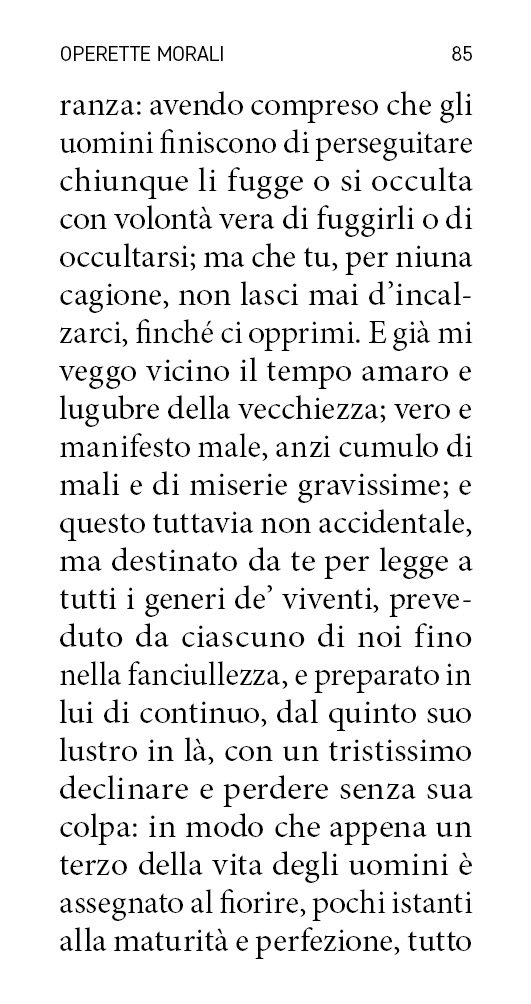 OPERETTE MORALI 85
ranza: avendo compreso che gli
uomini finiscono di perseguitare
chiunque li fugge o si occulta
con volontà vera di fuggirli o di
occultarsi; ma che tu, per niuna
cagione, non lasci mai d’incal-
zarci, finché ci opprimi. E già mi
veggo vicino il tempo amaro e
lugubre della vecchiezza; vero e
manifesto male, anzi cumulo di
mali e di miserie gravissime; e
questo tuttavia non accidentale,
ma destinato da te per legge a
tutti i generi de’ viventi, preve-
duto da ciascuno di noi fino
nella fanciullezza, e preparato in
lui di continuo, dal quinto suo
lustro in là, con un tristissimo
declinare e perdere senza sua
colpa: in modo che appena un
terzo della vita degli uomini è
assegnato al fiorire, pochi istanti
alla maturità e perfezione, tutto